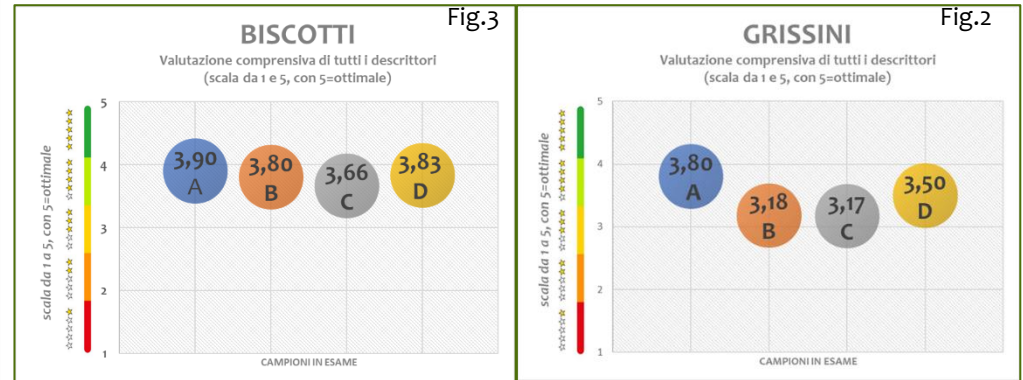 Fig.3
BISCOTTI
Valutazione comprensiva di tutti i descrittori
(scala da 1 e 5, con 5=ottimale)
scala da 1 a 5, con 5=ottimale
5
4
3
2
1
3,90
A
3,80
B
3,66
C
3,83
D
CAMPIONI IN ESAME
Fig.2
GRISSINI
Valutazione comprensiva di tutti i descrittori
(scala da 1 e 5, con 5=ottimale)
scala da 1 a 5, con 5=ottimale
5
4
3
2
1
3,80
A
3,18
B
3,17
C
3,50
D
CAMPIONI IN ESAME